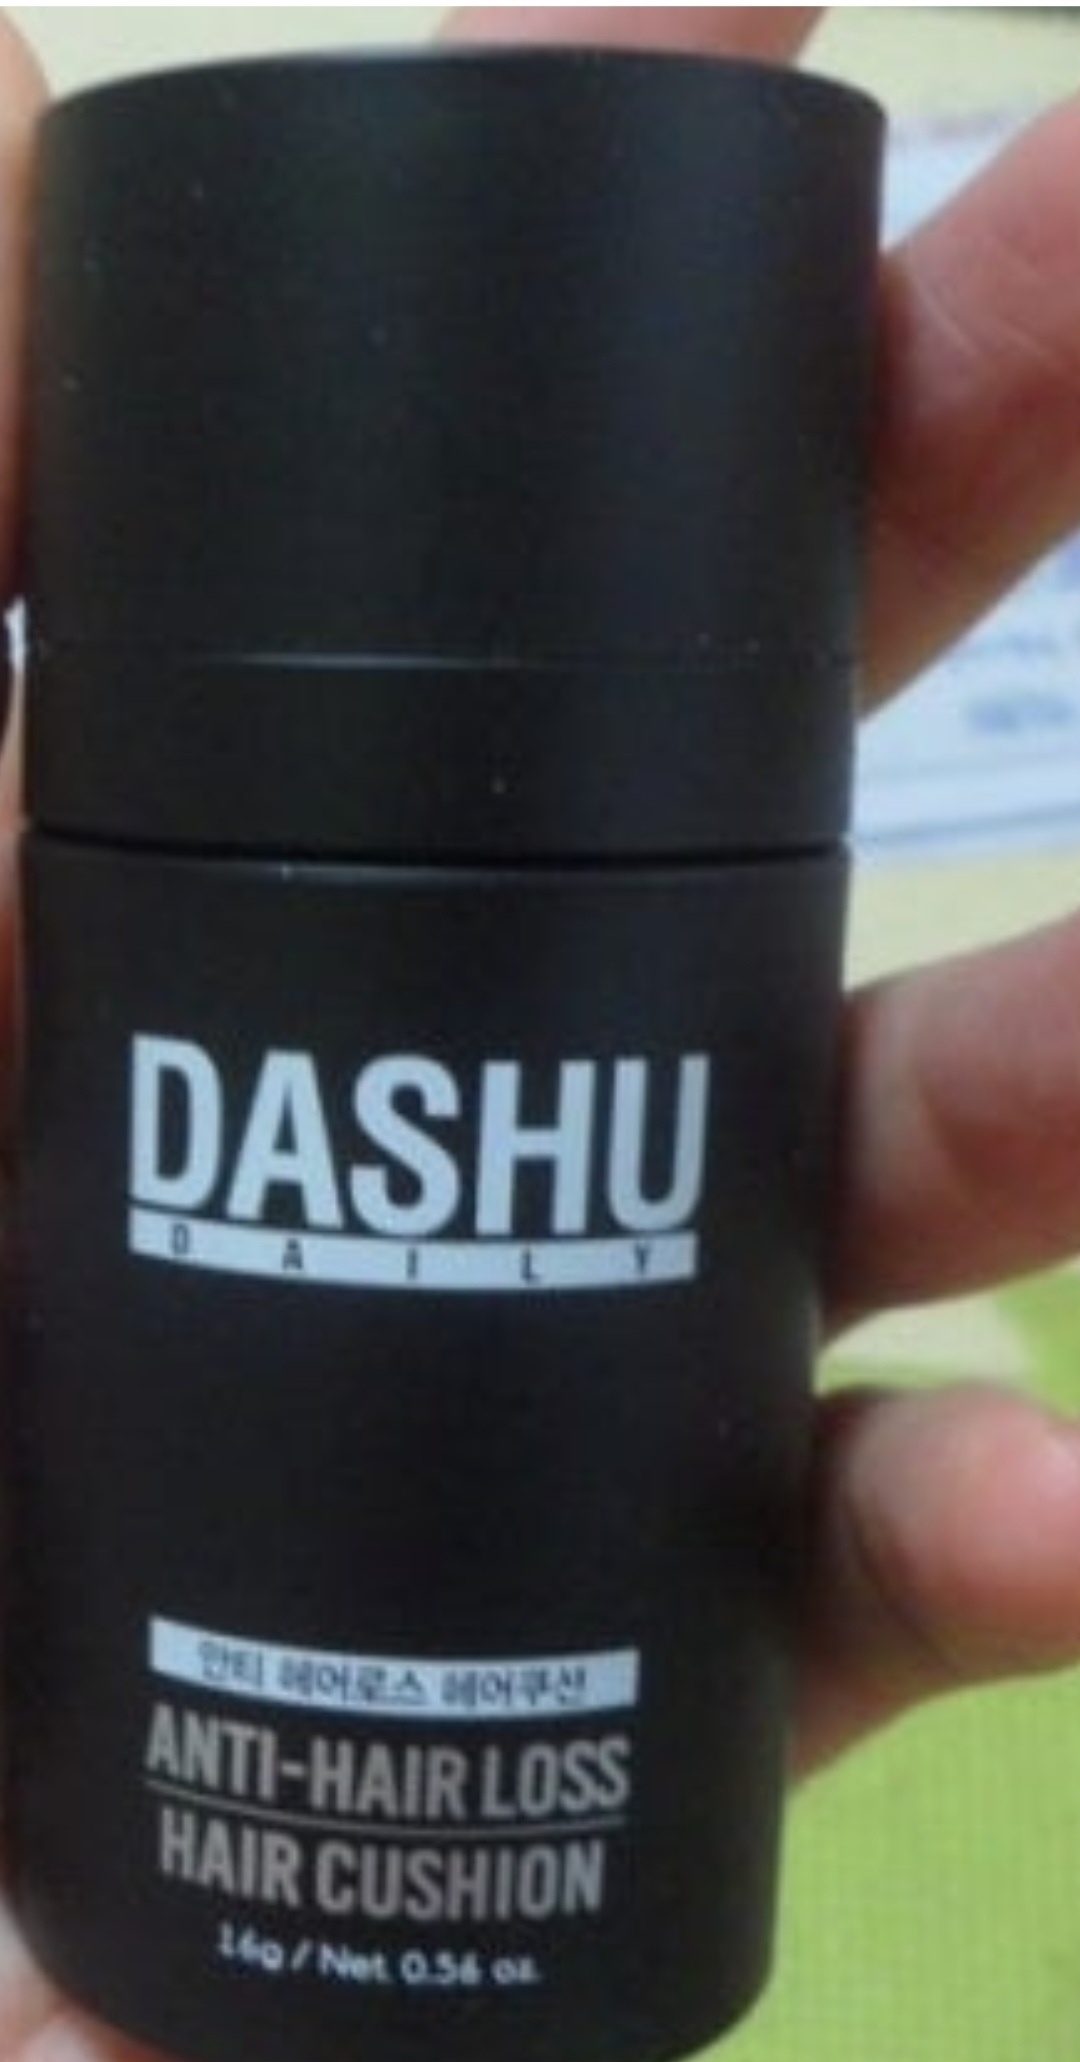 DASHU
DAILY
안티 헤어로스 헤어쿠션
ANTI-HAIR LOSS
HAIR CUSHION
16g / Net 0.56 oz.